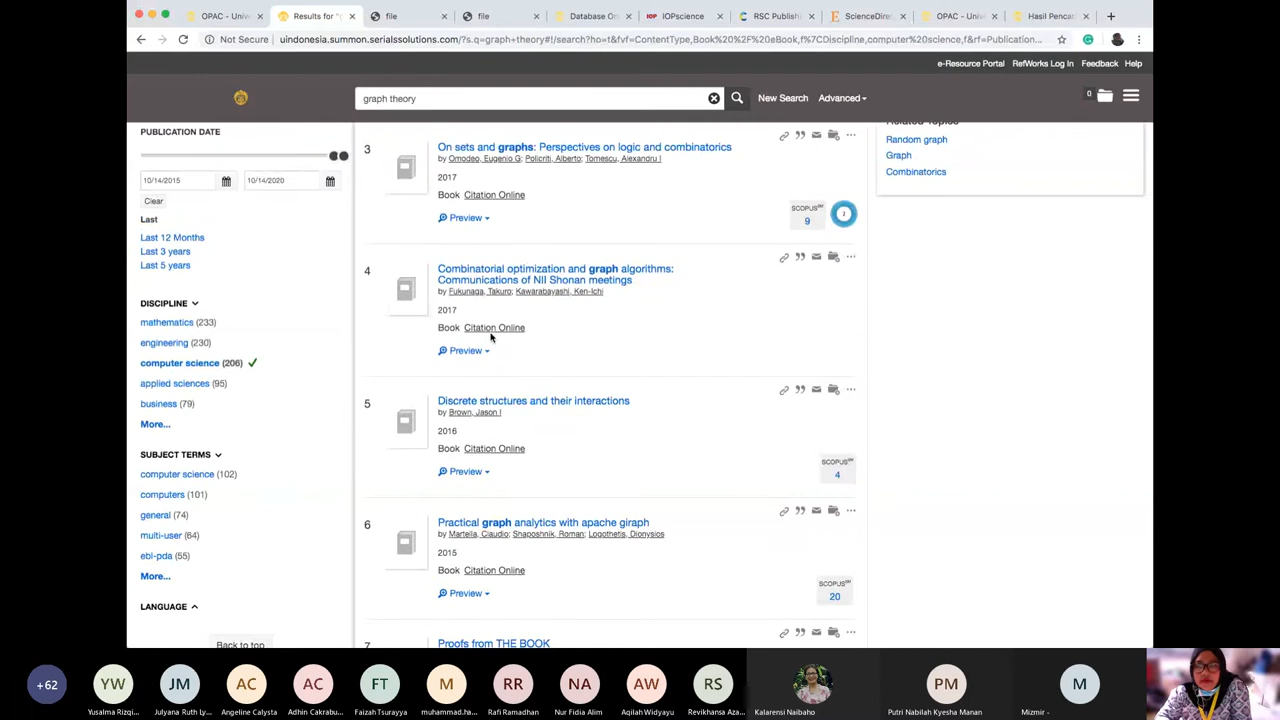 OPAC - Unive
Results for "g
file
file
Database On
IOP IOPscience
RSC Publishi
ScienceDirec
OPAC - Unive
Hasil Pencari
Not Secure
uindonesia.summon.serialssolutions.com/?s.q=graph+theory#!/search?ho=t&fvf=ContentType,Book%20%2F%20eBook,f%7CDiscipline,computer%20science,f&rf=Publication...
e-Resource Portal
RefWorks Log In
Feedback
Help
graph theory
New Search
Advanced
0
PUBLICATION DATE
10/14/2015
10/14/2020
Clear
Last
Last 12 Months
Last 3 years
Last 5 years
DISCIPLINE
mathematics (233)
engineering (230)
computer science (206)
applied sciences (95)
business (79)
More...
SUBJECT TERMS
computer science (102)
computers (101)
general (74)
multi-user (64)
ebl-pda (55)
More...
LANGUAGE
Back to top
3
On sets and graphs: Perspectives on logic and combinatorics
by Omodeo, Eugenio G; Policriti, Alberto; Tomescu, Alexandru I
2017
Book Citation Online
Preview
SCOPUS
9
4
Combinatorial optimization and graph algorithms:
Communications of NII Shonan meetings
by Fukunaga, Takuro; Kawarabayashi, Ken-Ichi
2017
Book Citation Online
Preview
5
Discrete structures and their interactions
by Brown, Jason I
2016
Book Citation Online
Preview
SCOPUS
4
6
Practical graph analytics with apache giraph
by Martella, Claudio; Shaposhnik, Roman; Logothetis, Dionysios
2015
Book Citation Online
Preview
SCOPUS
20
7
Proofs from THE BOOK
Related Topics
Random graph
Graph
Combinatorics
+62
YW
JM
AC
AC
FT
M
RR
NA
AW
RS
PM
M
Yusalma Rizqi...
Julyana Ruth Ly...
Angeline Calysta
Adhin Cakrabu...
Faizah Tsurayya
muhammad.ha...
Rafi Ramadhan
Nur Fidia Alim
Aqilah Widyayu
Revikhansa Aza...
Kalarensi Naibaho
Putri Nabilah Kyesha Manan
Mizmir -